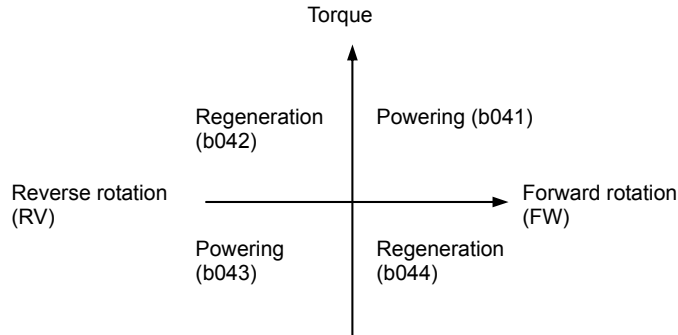 Torque
Regeneration
(b042)
Powering (b041)
Reverse rotation
(RV)
Forward rotation
(FW)
Powering
(b043)
Regeneration
(b044)